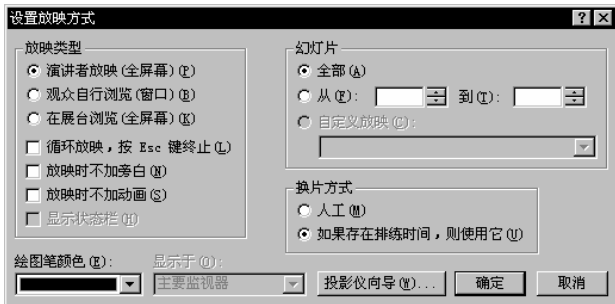 设置放映方式
放映类型
演讲者放映(全屏幕)(P)
观众自行浏览(窗口)(B)
在展台浏览(全屏幕)(K)
循环放映，按 Esc 键终止(L)
放映时不加旁白(N)
放映时不加动画(S)
显示状态栏(H)
幻灯片
全部(A)
从(F): 到(T):
自定义放映(C):
换片方式
人工(M)
如果存在排练时间，则使用它(U)
绘图笔颜色(E): 显示于(O):
主要监视器
投影仪向导(W)... 确定 取消